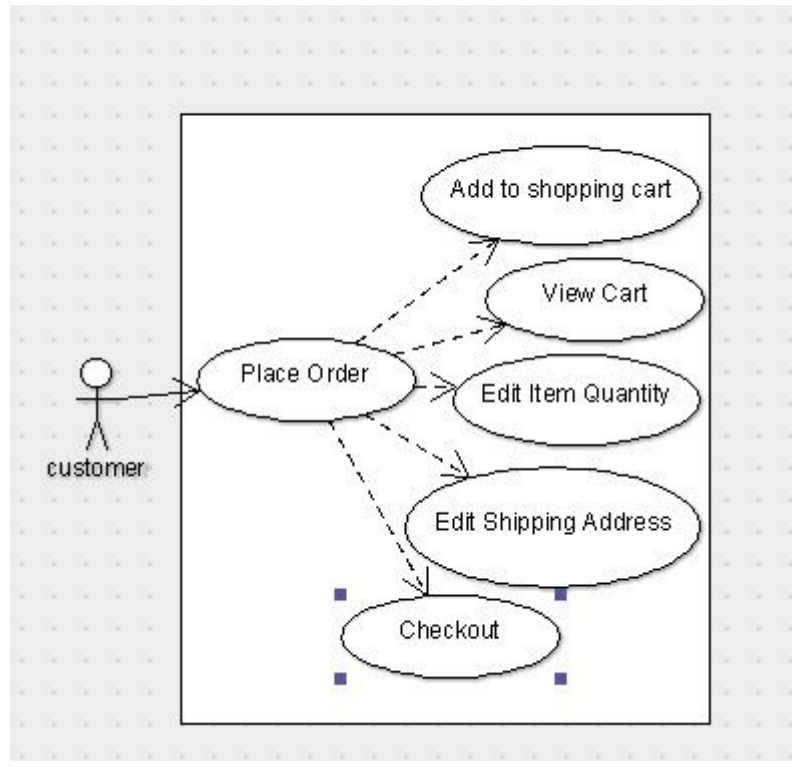 Add to shopping cart
View Cart
Place Order
Edit Item Quantity
customer
Edit Shipping Address
Checkout